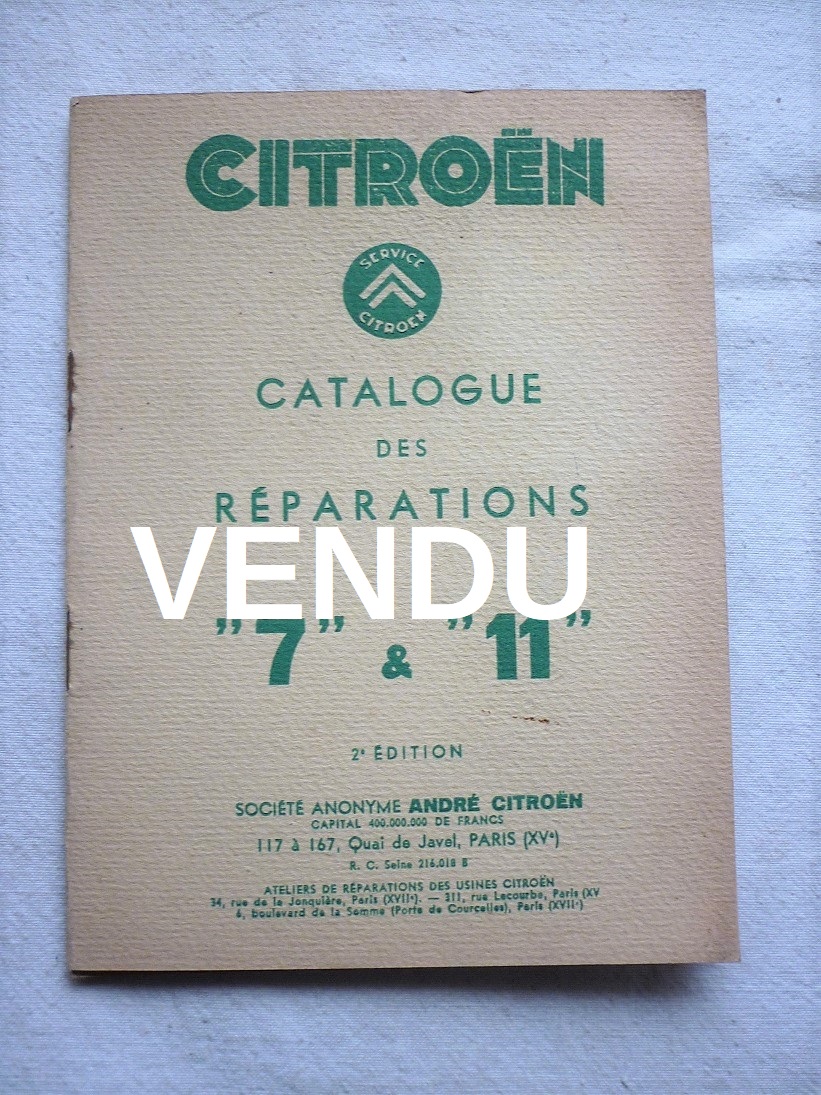 CITROËN
SERVICE
CITROËN
CATALOGUE
DES
RÉPARATIONS
VENDU
"7" & "11"
2e ÉDITION
SOCIÉTÉ ANONYME ANDRÉ CITROËN
CAPITAL 400.000.000 DE FRANCS
117 à 167, Quai de Javel, PARIS (XVe)
R. C. Seine 216.018 B
ATELIERS DE RÉPARATIONS DES USINES CITROËN
34, rue de la Jonquière, Paris (XVIIe). — 311, rue Lecourbe, Paris (XV
6, boulevard de la Somme (Porte de Courcelles), Paris (XVIIe)